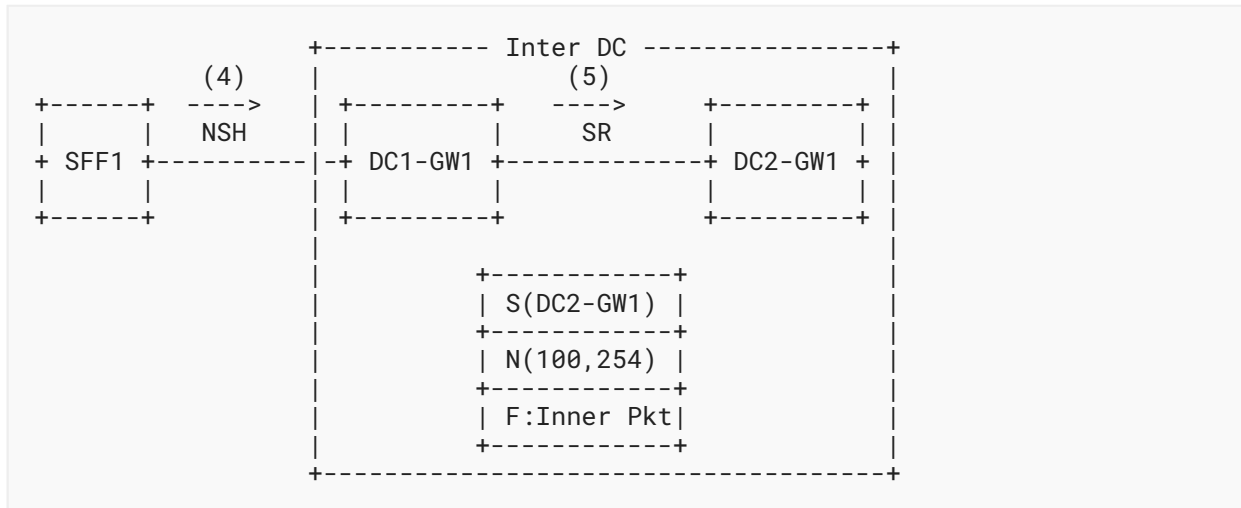 +----------- Inter DC ----------------+
           (4)    |                (5)                  |
+------+  ---->   | +---------+   ---->     +---------+ |
|      |   NSH    | |         |    SR       |         | |
+ SFF1 +----------|-+ DC1-GW1 +-------------+ DC2-GW1 + |
|      |          | |         |             |         | |
+------+          | +---------+             +---------+ |
                  |                                     |
                  |          +------------+             |
                  |          | S(DC2-GW1) |             |
                  |          +------------+             |
                  |          | N(100,254) |             |
                  |          +------------+             |
                  |          | F:Inner Pkt|             |
                  |          +------------+             |
                  +-------------------------------------+